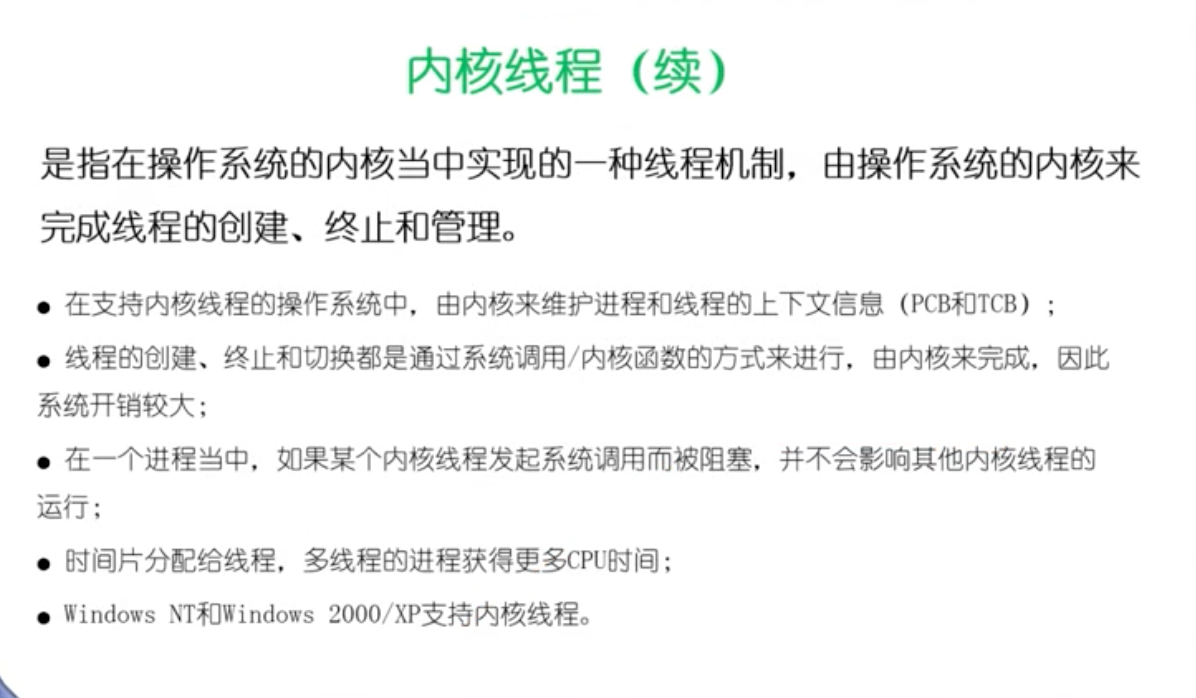 内核线程（续）
是指在操作系统的内核当中实现的一种线程机制，由操作系统的内核来
完成线程的创建、终止和管理。
● 在支持内核线程的操作系统中，由内核来维护进程和线程的上下文信息（PCB和TCB）；
● 线程的创建、终止和切换都是通过系统调用/内核函数的方式来进行，由内核来完成，因此
系统开销较大；
● 在一个进程当中，如果某个内核线程发起系统调用而被阻塞，并不会影响其他内核线程的
运行；
● 时间片分配给线程，多线程的进程获得更多CPU时间；
● Windows NT和Windows 2000/XP支持内核线程。